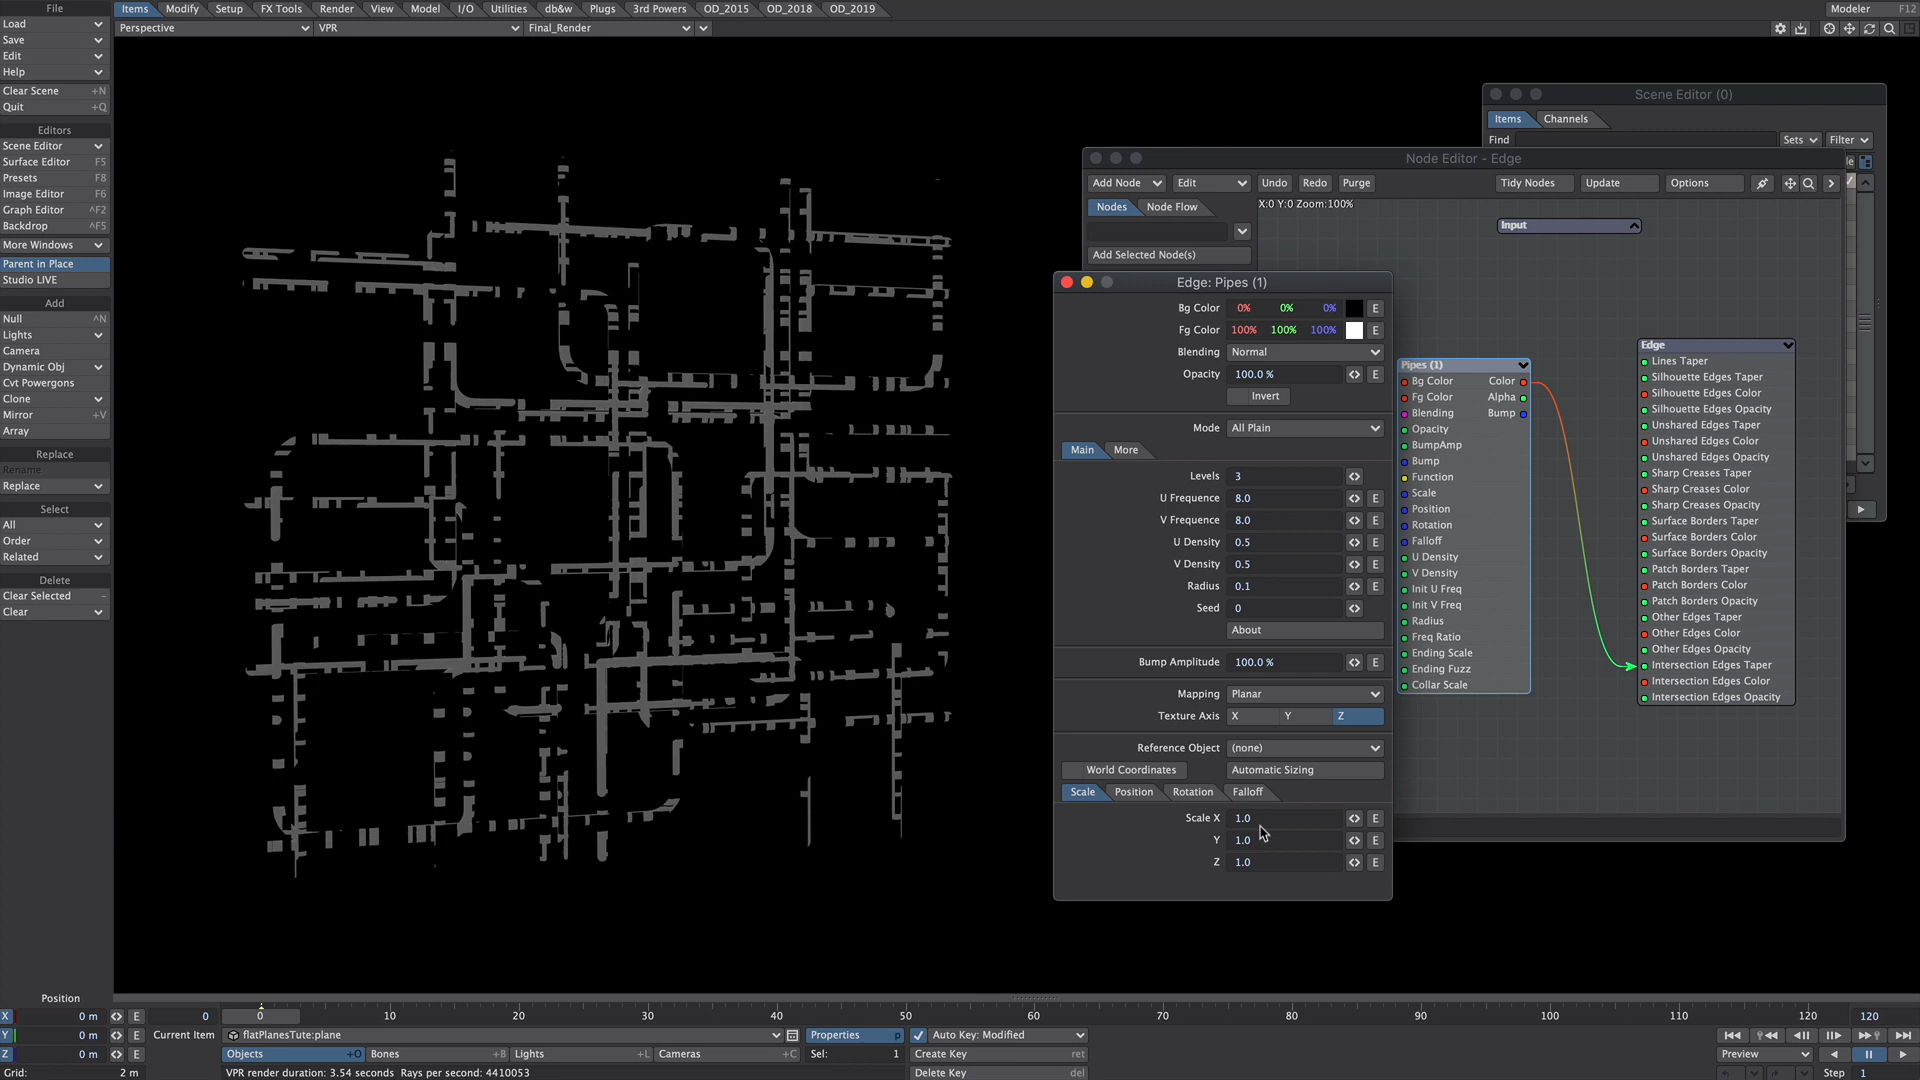 File Items Modify Setup FX Tools Render View Model I/O Utilities db&w Plugs 3rd Powers OD_2015 OD_2018 OD_2019 Modeler F12
Load
Perspective VPR Final_Render
Save
Edit
Help
Clear Scene +N
Quit +Q
Editors
Scene Editor
Surface Editor F5
Presets F8
Image Editor F6
Graph Editor ^F2
Backdrop ^F1
More Windows
Parent in Place
Studio LIVE
Add
Null ^N
Lights
Camera
Dynamic Obj
Cvt Powergons
Clone
Mirror +V
Array
Replace
Rename
Replace
Select
All
Order
Related
Delete
Clear Selected –
Clear
Scene Editor (0)
Items Channels
Find Sets Filter
Node Editor - Edge
Add Node Edit Undo Redo Purge Tidy Nodes Update Options
Nodes Node Flow
X:0 Y:0 Zoom:100%
Add Selected Node(s)
Input
Edge: Pipes (1)
Bg Color 0% 0% 0% E
Fg Color 100% 100% 100% E
Blending Normal
Opacity 100.0 % E
Invert
Mode All Plain
Main More
Levels 3
U Frequency 8.0 E
V Frequency 8.0 E
U Density 0.5 E
V Density 0.5 E
Radius 0.1 E
Seed 0
About
Bump Amplitude 100.0 % E
Mapping Planar
Texture Axis X Y Z
Reference Object (none)
World Coordinates Automatic Sizing
Scale Position Rotation Falloff
Scale X 1.0 E
Y 1.0 E
Z 1.0 E
Pipes (1)
Bg Color Color
Fg Color Alpha
Blending Bump
Opacity
BumpAmp
Bump
Function
Scale
Position
Rotation
Falloff
U Density
V Density
Init U Freq
Init V Freq
Radius
Freq Ratio
Ending Scale
Ending Fuzz
Collar Scale
Edge
Lines Taper
Silhouette Edges Taper
Silhouette Edges Color
Silhouette Edges Opacity
Unshared Edges Taper
Unshared Edges Color
Unshared Edges Opacity
Sharp Creases Taper
Sharp Creases Color
Sharp Creases Opacity
Surface Borders Taper
Surface Borders Color
Surface Borders Opacity
Patch Borders Taper
Patch Borders Color
Patch Borders Opacity
Other Edges Taper
Other Edges Color
Other Edges Opacity
Intersection Edges Taper
Intersection Edges Color
Intersection Edges Opacity
Position
X 0 m E 0 0 10 20 30 40 50 60 70 80 90 100 110 120 120
Y 0 m E Current Item flatPlanesTute:plane Properties p Auto Key: Modified
Z 0 m E Objects +O Bones +B Lights +L Cameras +C Sel: 1 Create Key ret Preview
Grid: 2 m VPR render duration: 3.54 seconds Rays per second: 4410053 Delete Key del Step 1